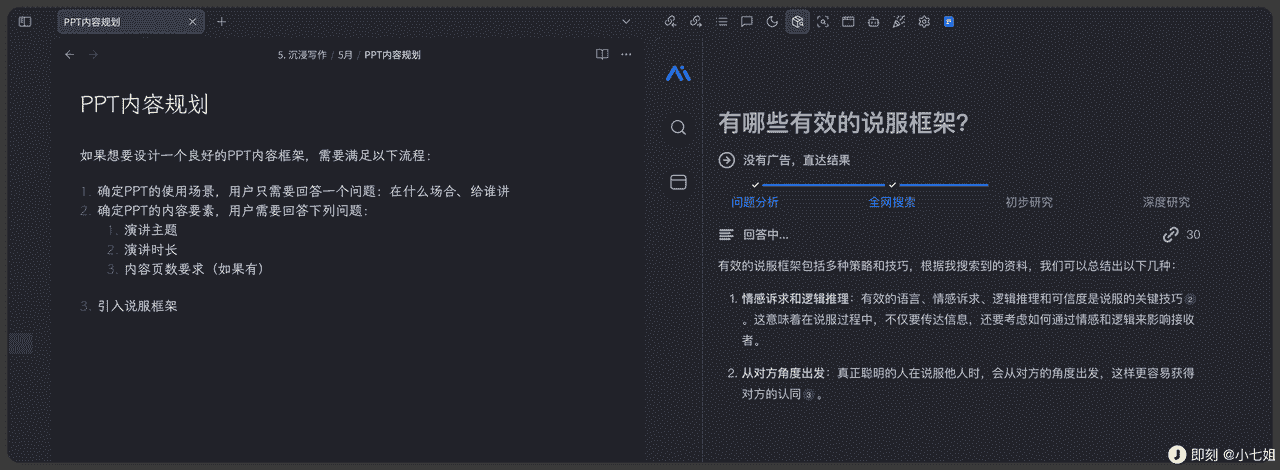 PPT内容规划
5. 沉浸写作 / 5月 / PPT内容规划
PPT内容规划
如果想要设计一个良好的PPT内容框架，需要满足以下流程：
1. 确定PPT的使用场景，用户只需要回答一个问题：在什么场合、给谁讲
2. 确定PPT的内容要素，用户需要回答下列问题：
1. 演讲主题
2. 演讲时长
3. 内容页数要求（如果有）
3. 引入说服框架
有哪些有效的说服框架?
没有广告，直达结果
问题分析
全网搜索
初步研究
深度研究
回答中...
30
有效的说服框架包括多种策略和技巧，根据我搜索到的资料，我们可以总结出以下几种：
1. 情感诉求和逻辑推理：有效的语言、情感诉求、逻辑推理和可信度是说服的关键技巧②
。这意味着在说服过程中，不仅要传达信息，还要考虑如何通过情感和逻辑来影响接收
者。
2. 从对方角度出发：真正聪明的人在说服他人时，会从对方的角度出发，这样更容易获得
对方的认同③。
即刻 @小七姐